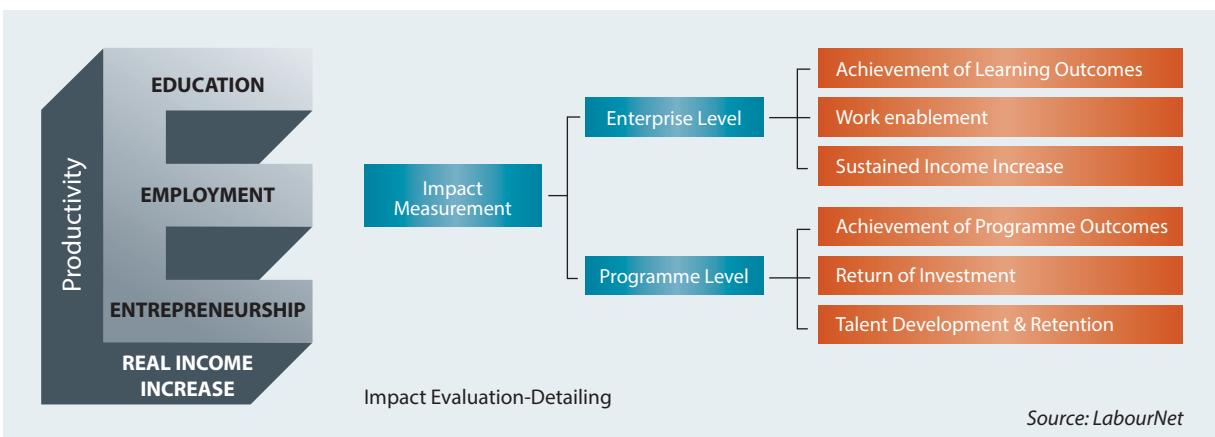 Productivity
EDUCATION
EMPLOYMENT
ENTREPRENEURSHIP
REAL INCOME
INCREASE
Impact
Measurement
Enterprise Level
Achievement of Learning Outcomes
Work enablement
Sustained Income Increase
Programme Level
Achievement of Programme Outcomes
Return of Investment
Talent Development & Retention
Impact Evaluation-Detailing
Source: LabourNet